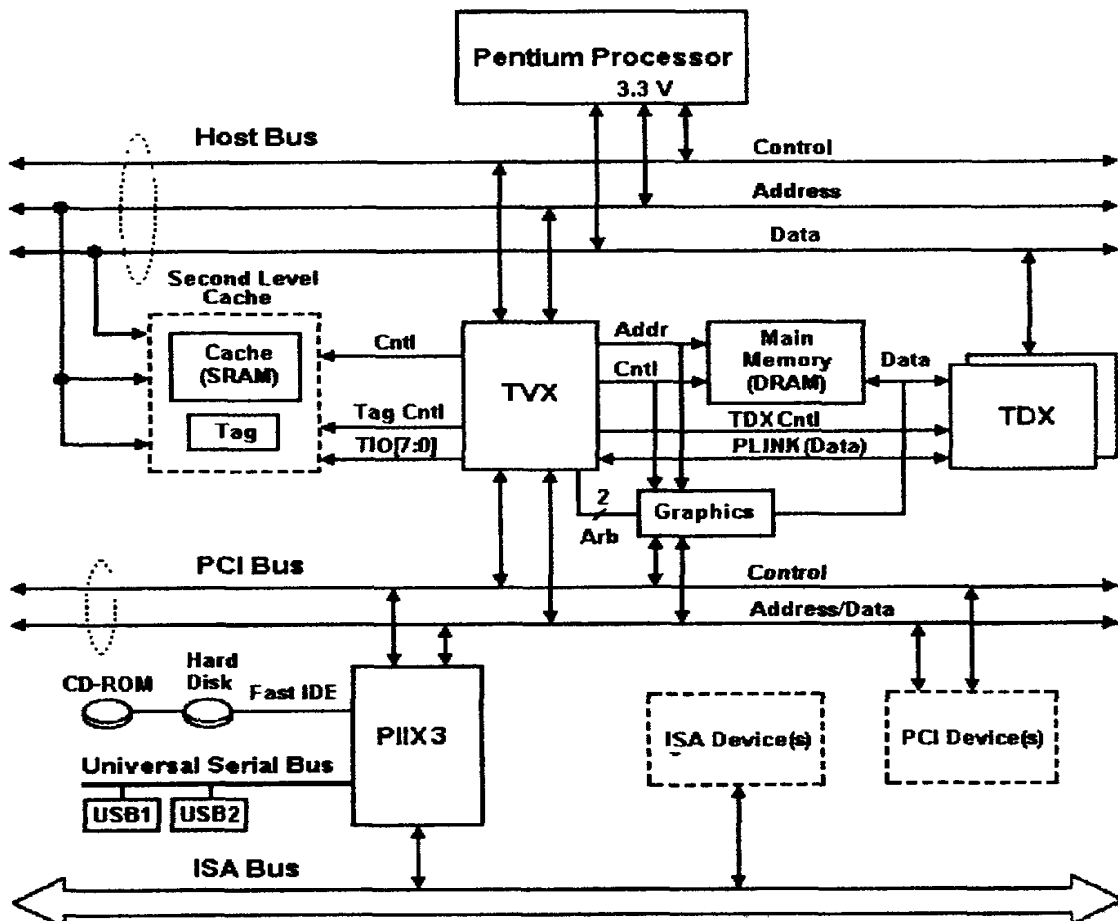 Pentium Processor
3.3 V
Host Bus
Control
Address
Data
Second Level
Cache
Cache
(SRAM)
Tag
Cntl
Tag Cntl
TIO[7:0]
TVX
Addr
Cntl
Main
Memory
(DRAM)
Data
TDX Cntl
PLINK (Data)
TDX
2
Arb
Graphics
PCI Bus
Control
Address/Data
CD-ROM
Hard
Disk
Fast IDE
PIIX3
ISA Device(s)
PCI Device(s)
Universal Serial Bus
USB1
USB2
ISA Bus